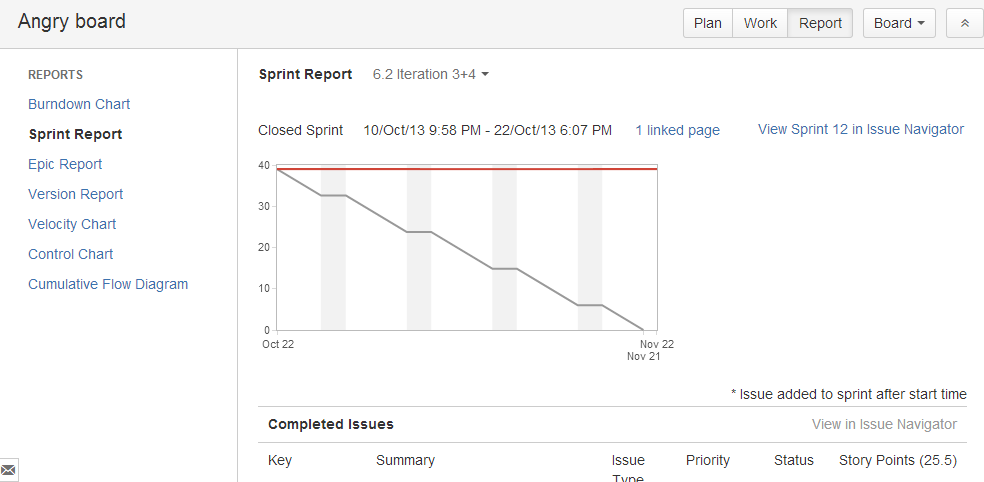 Angry board
Plan Work Report Board
REPORTS
Burndown Chart
Sprint Report
Epic Report
Version Report
Velocity Chart
Control Chart
Cumulative Flow Diagram
Sprint Report 6.2 Iteration 3+4
Closed Sprint 10/Oct/13 9:58 PM - 22/Oct/13 6:07 PM 1 linked page View Sprint 12 in Issue Navigator
40
30
20
10
0
Oct 22 Nov 22
Nov 21
* Issue added to sprint after start time
Completed Issues View in Issue Navigator
Key Summary Issue Priority Status Story Points (25.5)
Type